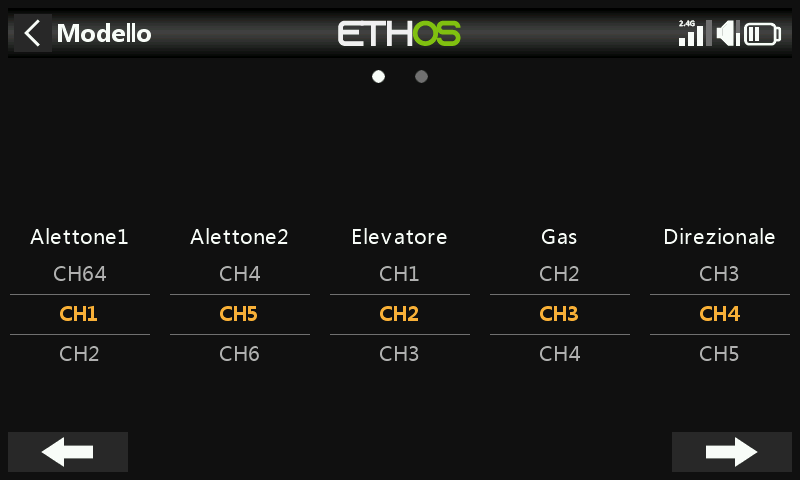 Modello
ETHOS
2.4G
Alettone1 Alettone2 Elevatore Gas Direzionale
CH64 CH4 CH1 CH2 CH3
CH1 CH5 CH2 CH3 CH4
CH2 CH6 CH3 CH4 CH5